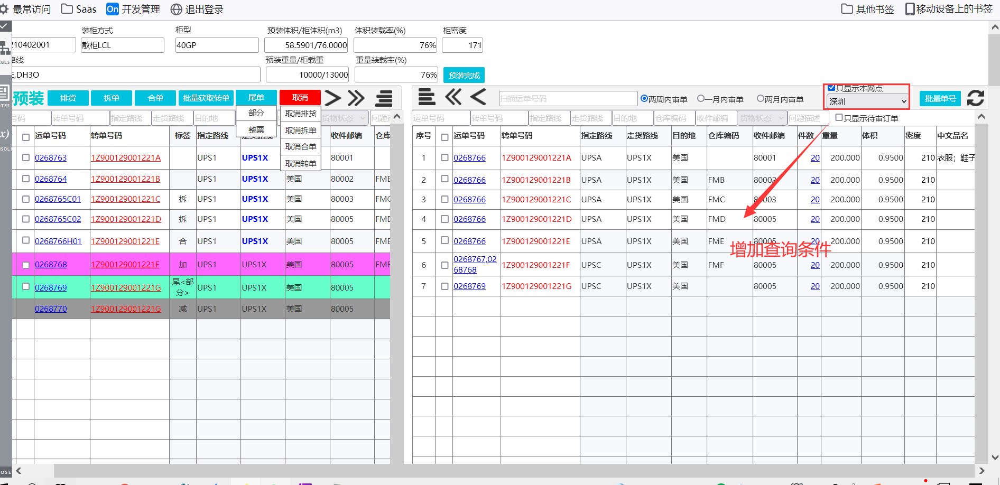 最常访问 Saas On 开发管理 退出登录 其他书签 移动设备上的书签
装柜方式 柜型 预装体积/柜体积(m3) 体积装载率(%) 柜密度
210402001 散柜LCL 40GP 58.5901/76.0000 76% 171
路线 预装重量/柜载重 重量装载率(%)
E,DH3O 10000/13000 76% 预装完成
预装 排货 拆单 合单 批量获取转单 尾单 取消
部分
整票
取消排货
取消拆单
取消合单
取消转单
扫描运单号码 两周内审单 一月内审单 两月内审单 只显示本网点 深圳 批量单号
号码 转单号码 指定路线 走货路线 目的地 货物状态
运单号码 转单号码 指定路线 走货路线 目的地 仓库编码 收件邮编 货物状态 问题描述 只显示待审订单
运单号码 转单号码 标签 指定路线 走货路线 收件邮编 仓库
0268763 1Z900129001221A UPS1 UPS1X 80001
0268764 1Z900129001221B UPS1 UPS1X 美国 80002 FME
0268765C01 1Z900129001221C 拆 UPS1 UPS1X 美国 80003 FMC
0268765C02 1Z900129001221D 拆 UPS1 UPS1X 美国 80005 FMD
0268766H01 1Z900129001221E 合 UPS1 UPS1X 美国 80005 FME
0268768 1Z900129001221F 加 UPS1 UPS1X 美国 80005 FMF
0268769 1Z900129001221G 尾<部分> UPS1 UPS1X 美国 80005
0268770 1Z900129001221G 减 UPS1 UPS1X 美国 80005
序号 运单号码 转单号码 指定路线 走货路线 目的地 仓库编码 收件邮编 件数 重量 体积 密度 中文品名
1 0268766 1Z900129001221A UPSA UPS1X 美国 80001 20 200.000 0.9500 210 衣服；鞋子
2 0268766 1Z900129001221B UPSA UPS1X 美国 FMB 80002 20 200.000 0.9500 210
3 0268766 1Z900129001221C UPSA UPS1X 美国 FMC 80003 20 200.000 0.9500 210
4 0268766 1Z900129001221D UPSA UPS1X 美国 FMD 80005 20 200.000 0.9500 210
5 0268766 1Z900129001221E UPSA UPS1X 美国 FME 80005 20 200.000 0.9500 210
增加查询条件
6 0268767,0268768 1Z900129001221F UPSC UPS1X 美国 FMF 80005 20 200.000 0.9500 210
7 0268769 1Z900129001221G UPSC UPS1X 美国 80005 20 200.000 0.9500 210